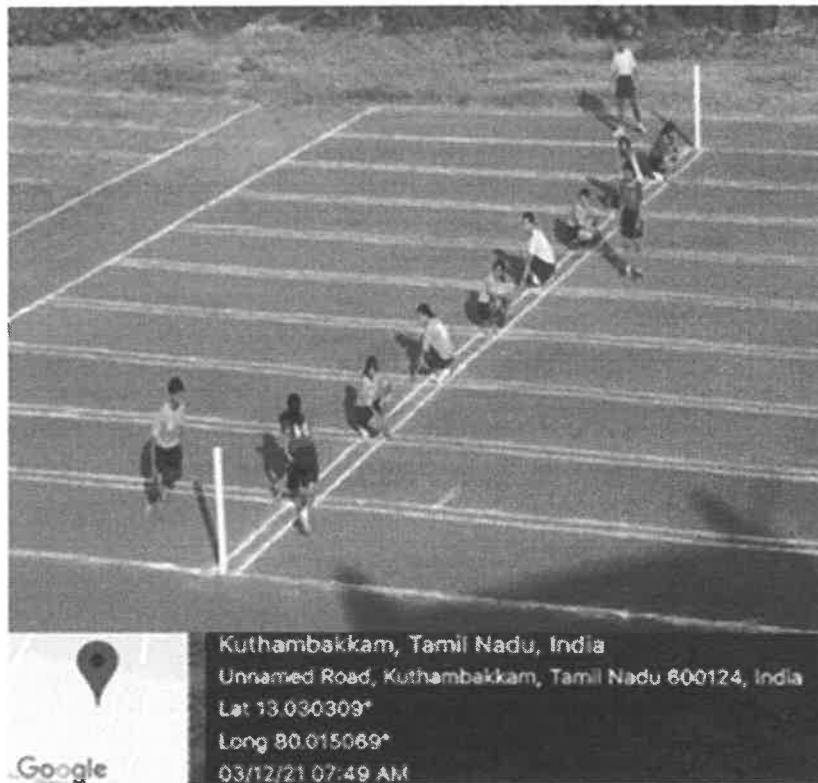 Kuthambakkam, Tamil Nadu, India
Unnamed Road, Kuthambakkam, Tamil Nadu 600124, India
Lat 13.030309°
Long 80.015069°
03/12/21 07:49 AM
Google